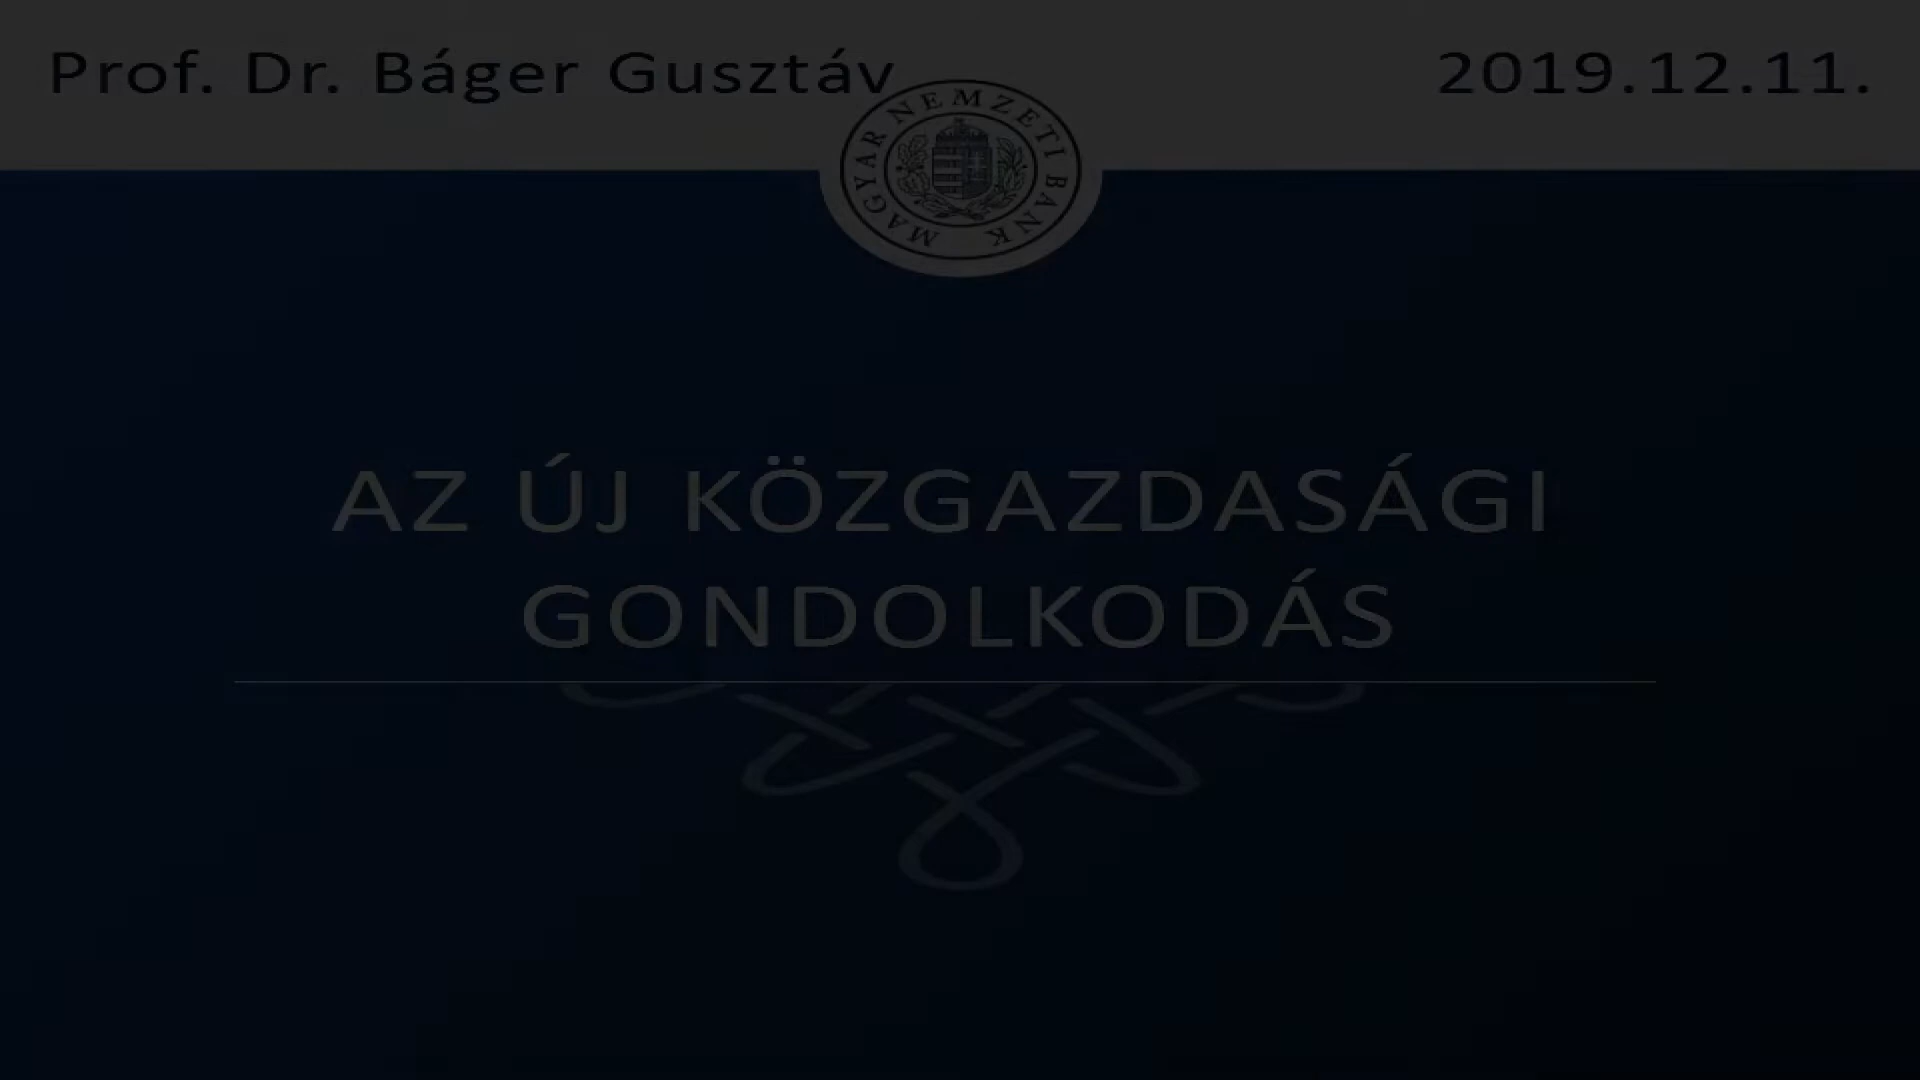 Prof. Dr. Báger Gusztáv
2019.12.11.
MAGYAR NEMZETI BANK
AZ ÚJ KÖZGAZDASÁGI
GONDOLKODÁS